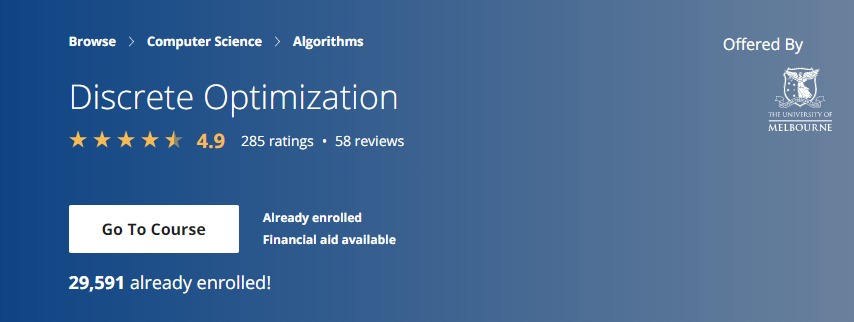 Browse > Computer Science > Algorithms
Offered By
Discrete Optimization
THE UNIVERSITY OF
MELBOURNE
4.9 285 ratings • 58 reviews
Go To Course
Already enrolled
Financial aid available
29,591 already enrolled!